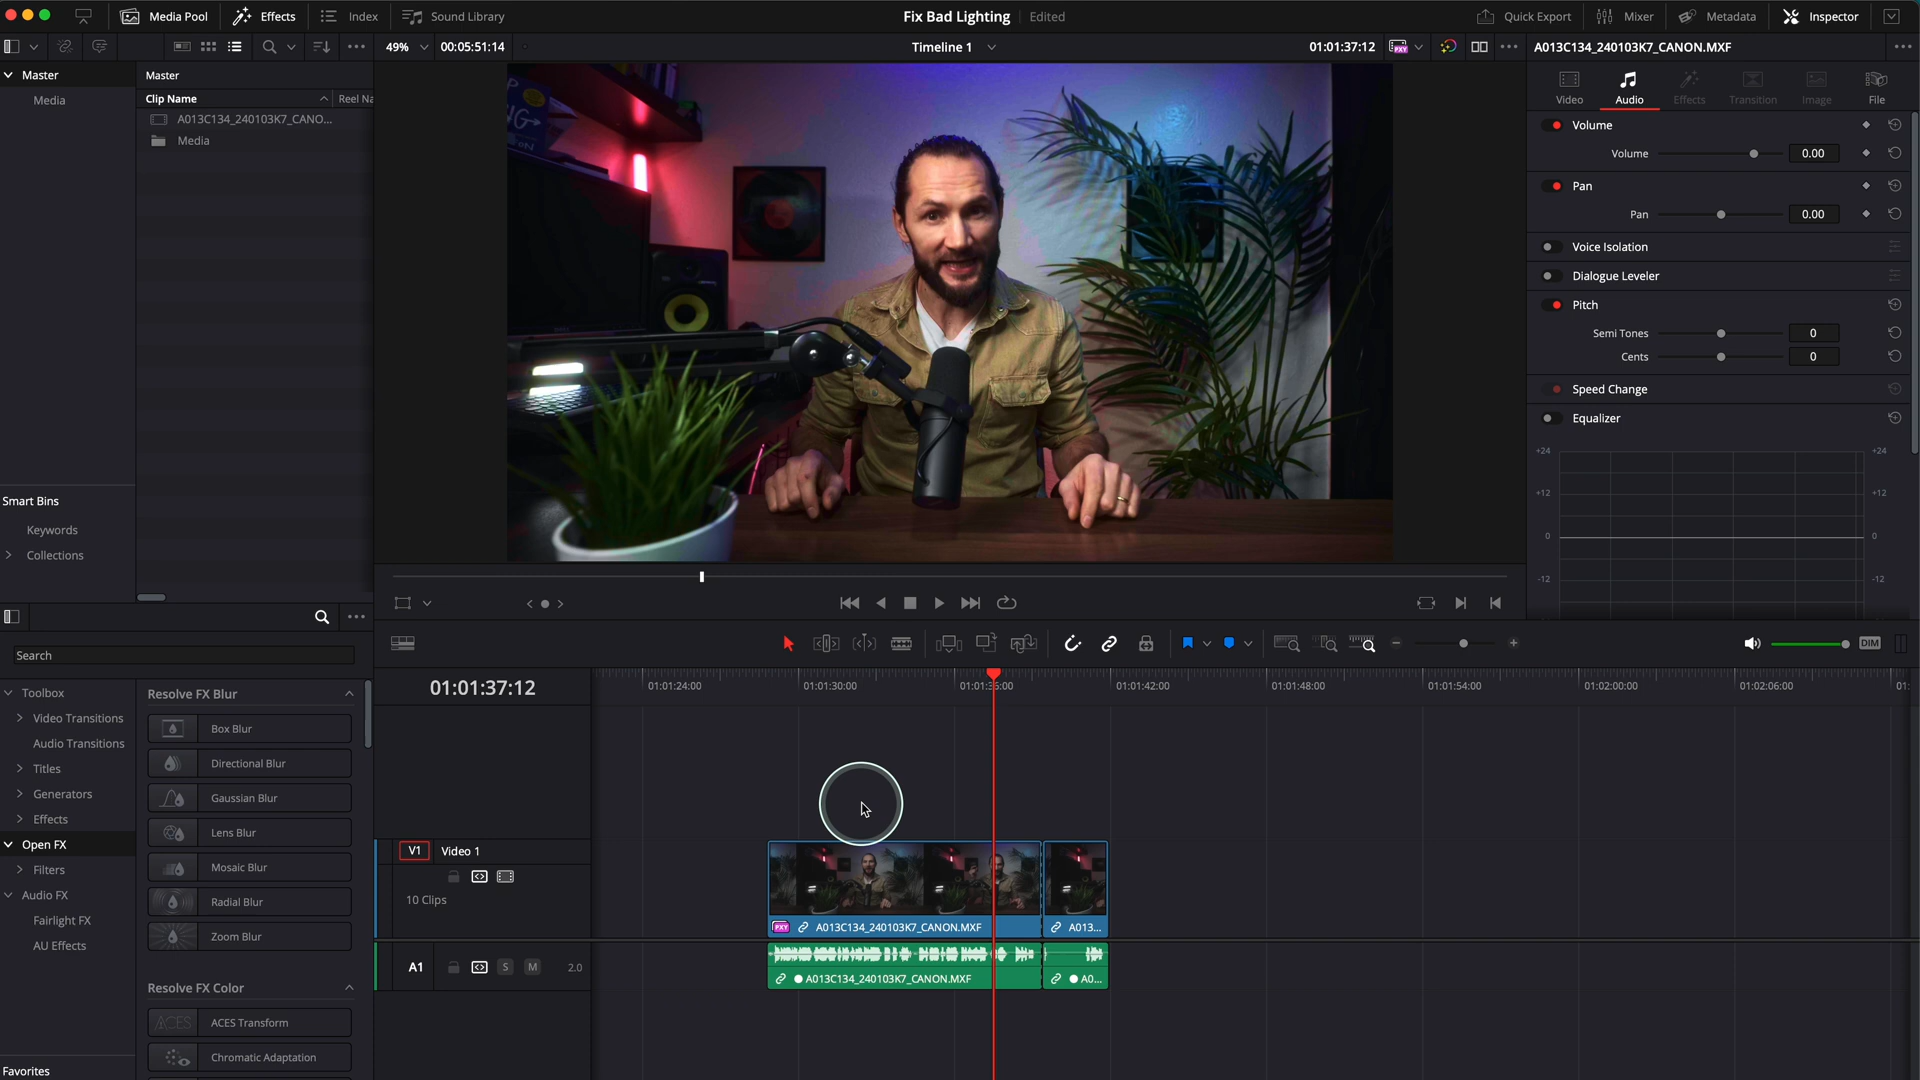 Media Pool
Effects
Index
Sound Library
Fix Bad Lighting
Edited
Quick Export
Mixer
Metadata
Inspector
49%
00:05:51:14
Timeline 1
01:01:37:12
A013C134_240103K7_CANON.MXF
Master
Media
Master
Clip Name
Reel Na
A013C134_240103K7_CANO...
Media
Smart Bins
Keywords
Collections
Video
Audio
Effects
Transition
Image
File
Volume
Volume
0.00
Pan
Pan
0.00
Voice Isolation
Dialogue Leveler
Pitch
Semi Tones
0
Cents
0
Speed Change
Equalizer
+24
+24
+12
+12
0
0
-12
-12
DIM
Search
Toolbox
Video Transitions
Audio Transitions
Titles
Generators
Effects
Open FX
Filters
Audio FX
Fairlight FX
AU Effects
Favorites
Resolve FX Blur
Box Blur
Directional Blur
Gaussian Blur
Lens Blur
Mosaic Blur
Radial Blur
Zoom Blur
Resolve FX Color
ACES
ACES Transform
Chromatic Adaptation
01:01:37:12
01:01:24:00
01:01:30:00
01:01:36:00
01:01:42:00
01:01:48:00
01:01:54:00
01:02:00:00
01:02:06:00
01:
V1
Video 1
10 Clips
PXY
A013C134_240103K7_CANON.MXF
A013...
A1
S
M
2.0
A013C134_240103K7_CANON.MXF
A0...